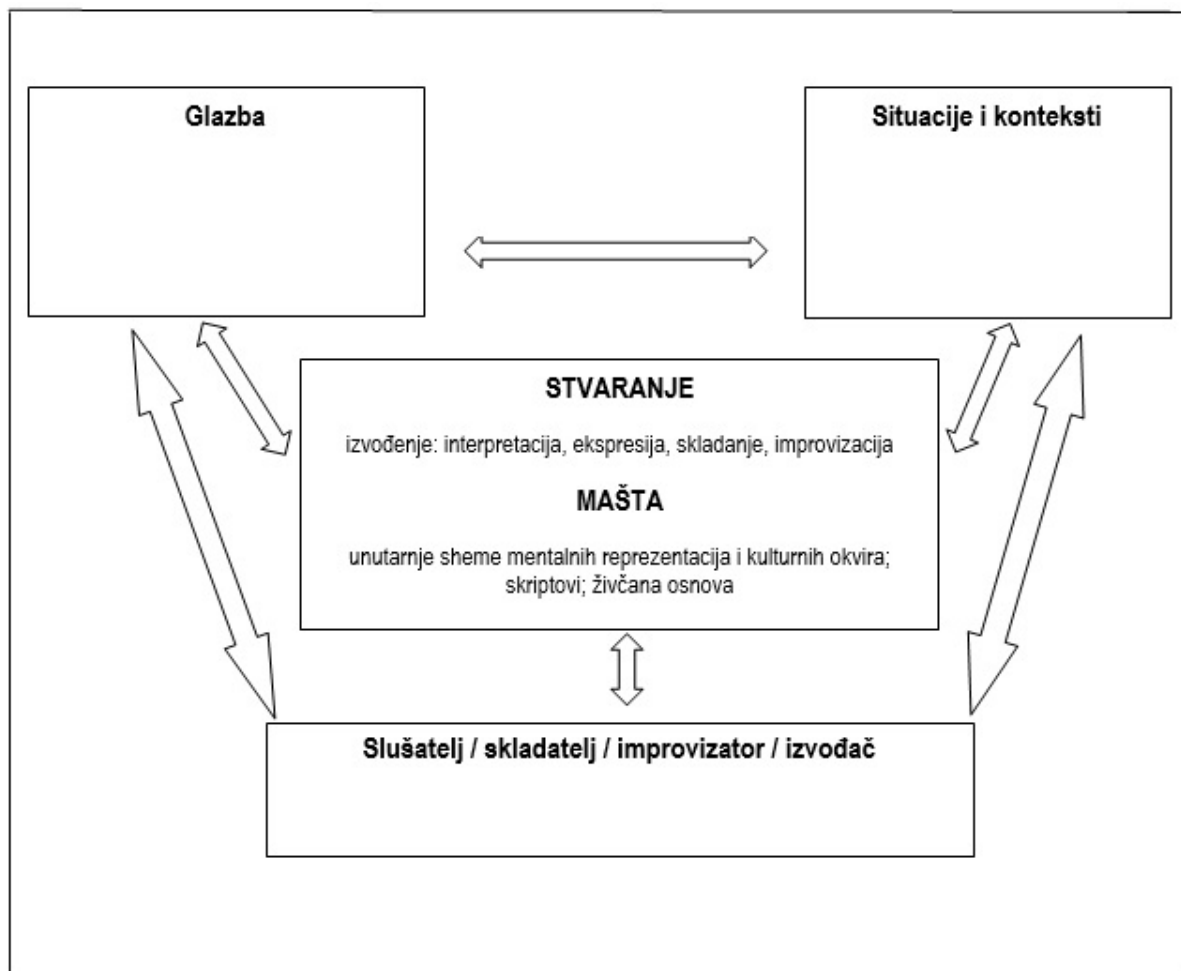 Glazba
Situacije i konteksti
STVARANJE
izvođenje: interpretacija, ekspresija, skladanje, improvizacija
MAŠTA
unutarnje sheme mentalnih reprezentacija i kulturnih okvira;
skriptovi; živčana osnova
Slušatelj / skladatelj / improvizator / izvođač